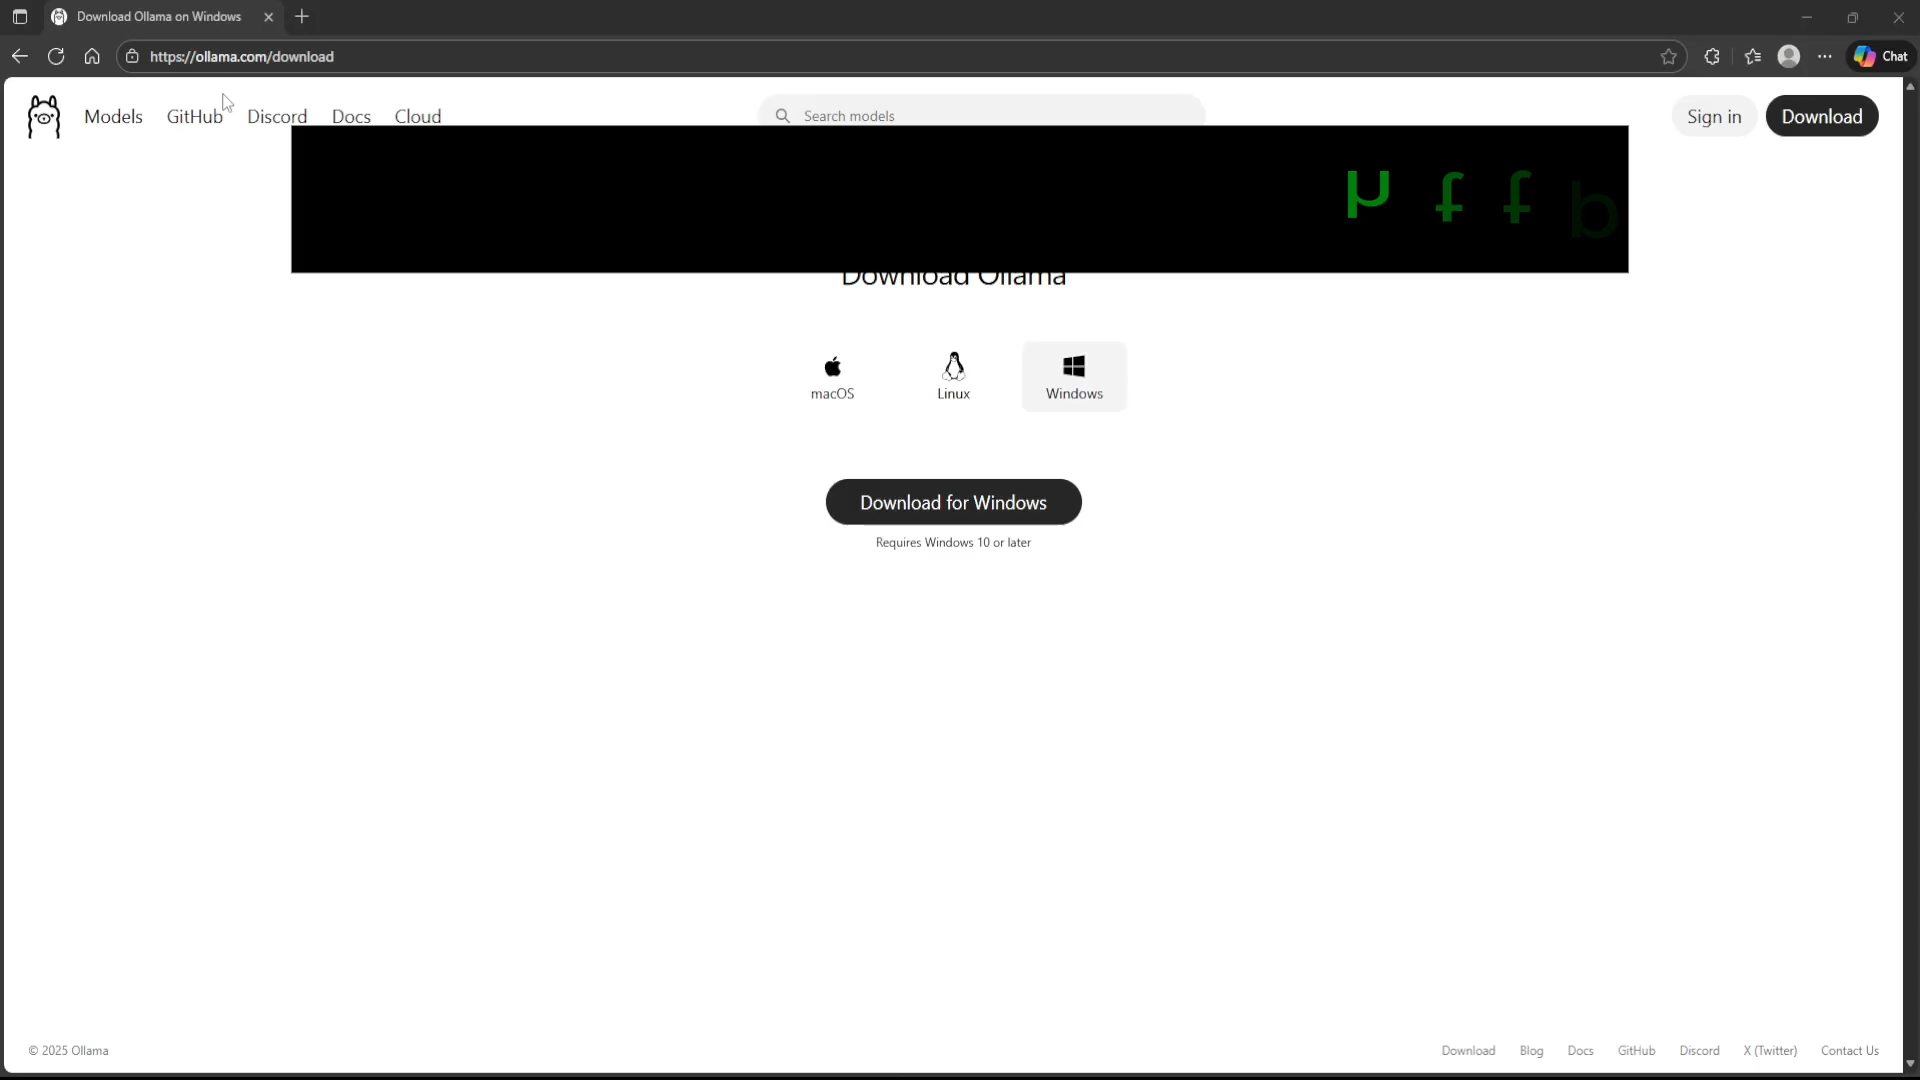 Download Ollama on Windows
https://ollama.com/download
Chat
Models GitHub Discord Docs Cloud
Search models
Sign in
Download
Download Ollama
macOS
Linux
Windows
Download for Windows
Requires Windows 10 or later
© 2025 Ollama
Download Blog Docs GitHub Discord X (Twitter) Contact Us